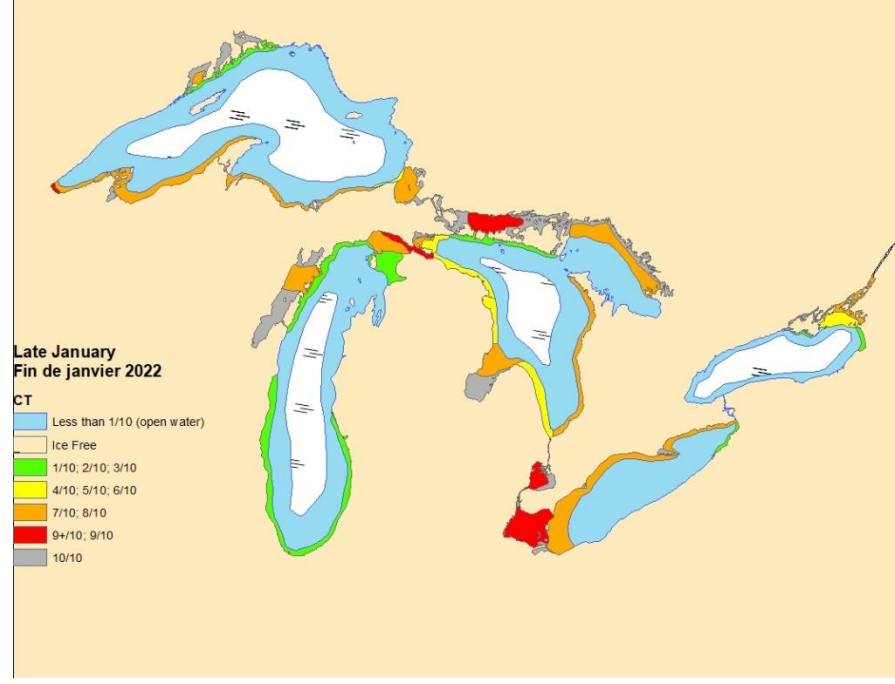 Late January
Fin de janvier 2022
CT
Less than 1/10 (open water)
Ice Free
1/10; 2/10; 3/10
4/10; 5/10; 6/10
7/10; 8/10
9+/10; 9/10
10/10